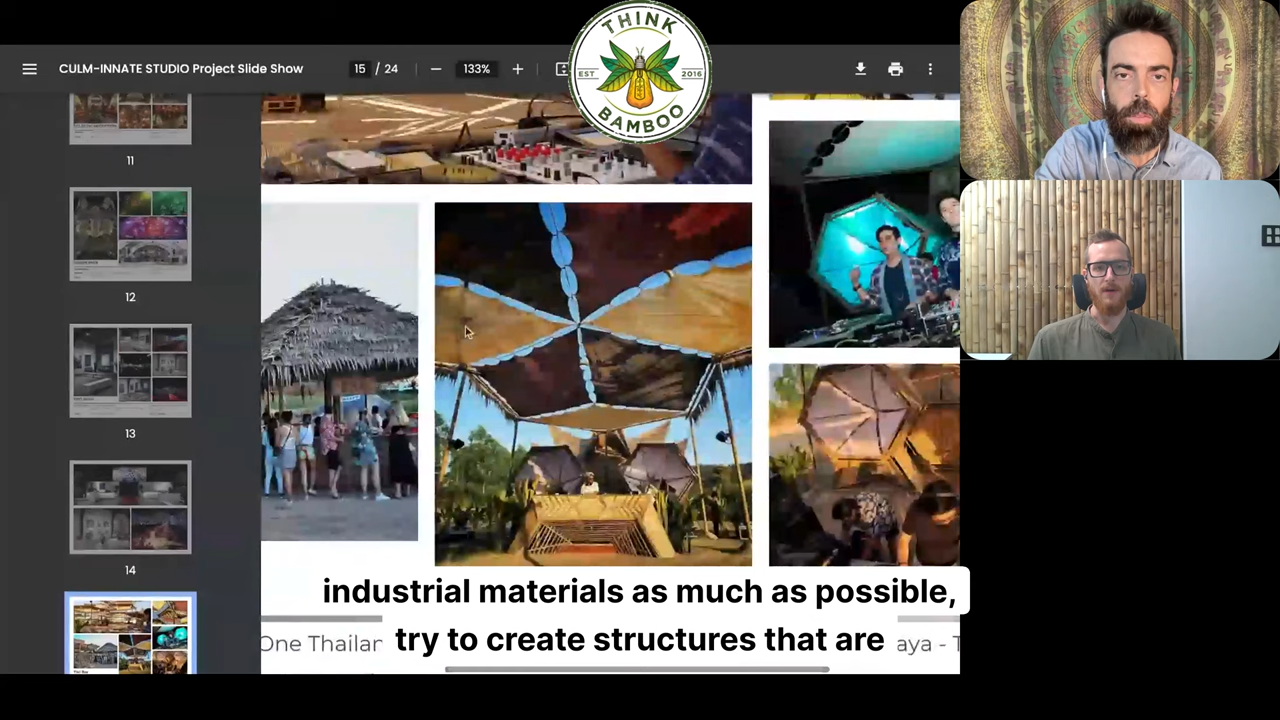 CULM-INNATE STUDIO Project Slide Show
15 / 24
133%
THINK
EST
2016
BAMBOO
11
12
13
14
industrial materials as much as possible,
try to create structures that are
One Thailan
aya - T